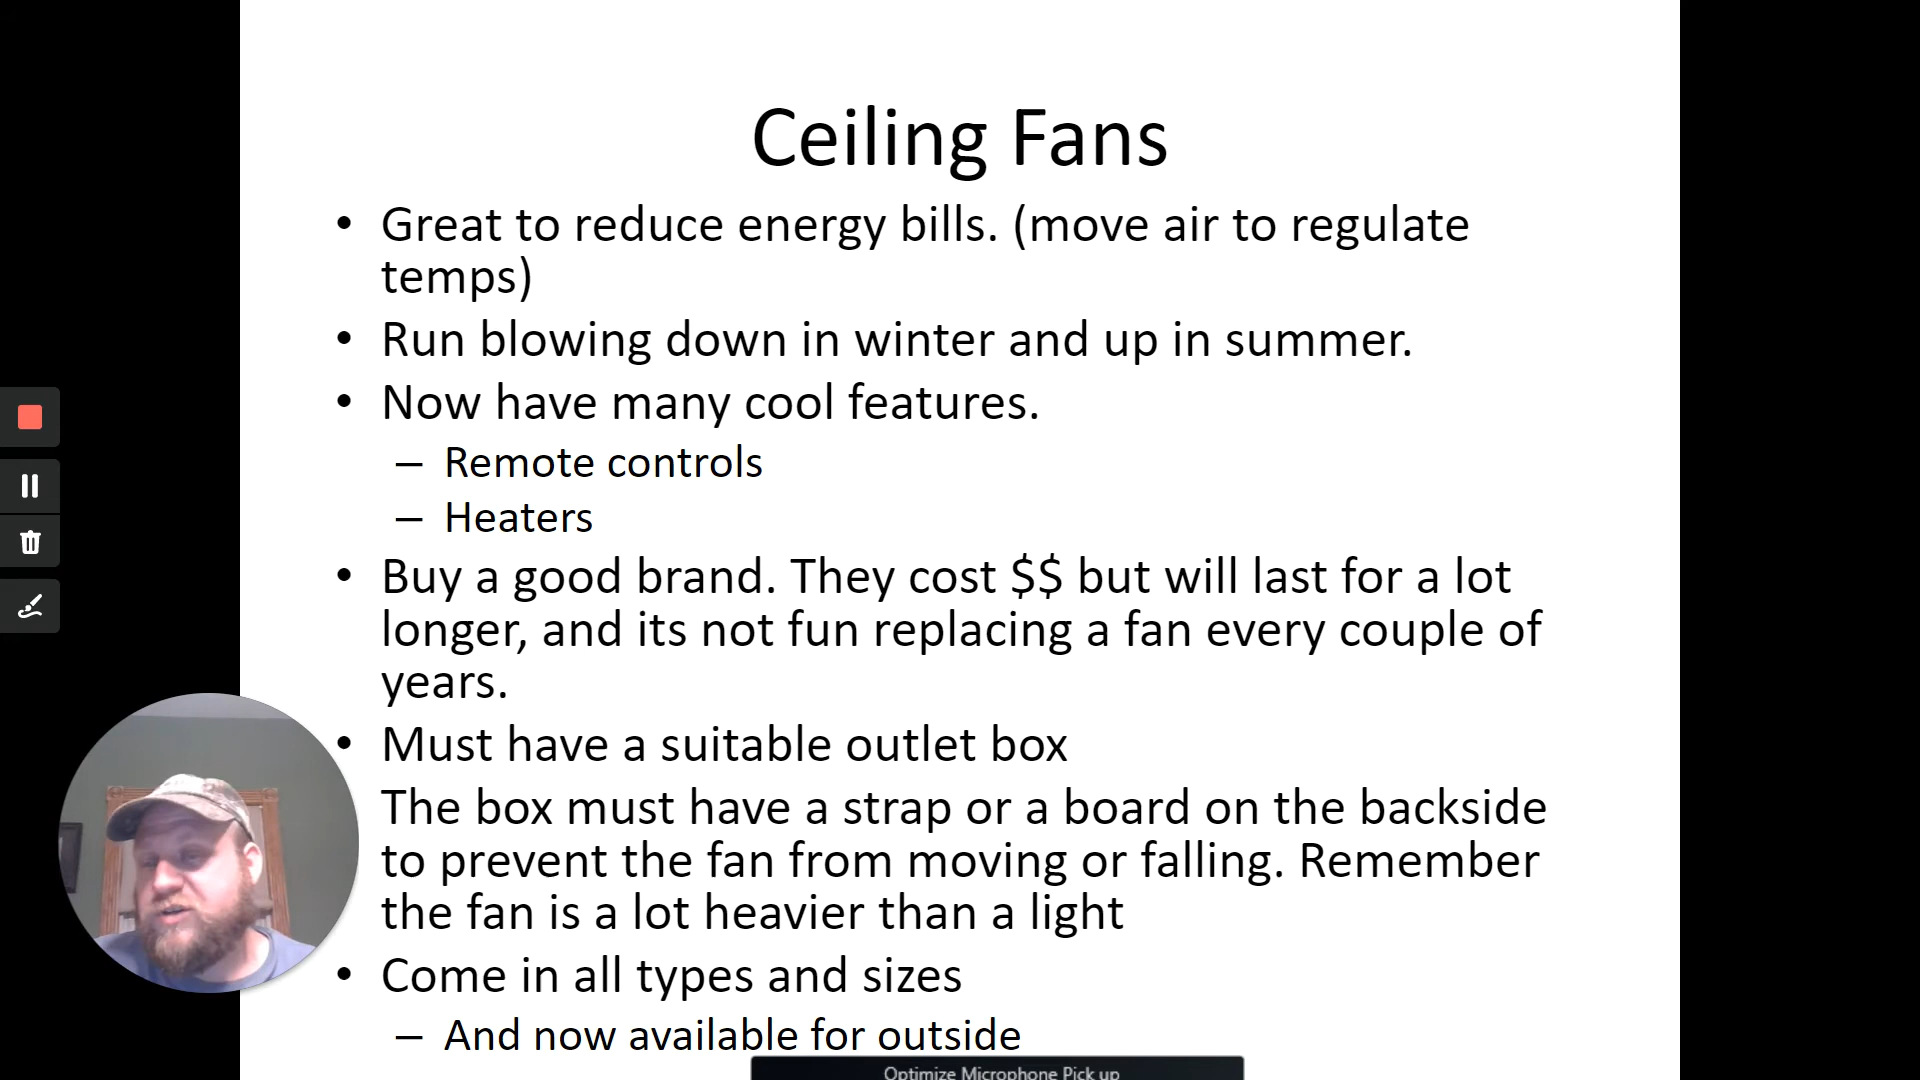 Ceiling Fans
• Great to reduce energy bills. (move air to regulate
temps)
• Run blowing down in winter and up in summer.
• Now have many cool features.
– Remote controls
– Heaters
• Buy a good brand. They cost $$ but will last for a lot
longer, and its not fun replacing a fan every couple of
years.
• Must have a suitable outlet box
The box must have a strap or a board on the backside
to prevent the fan from moving or falling. Remember
the fan is a lot heavier than a light
• Come in all types and sizes
– And now available for outside
Optimize Microphone Pick up